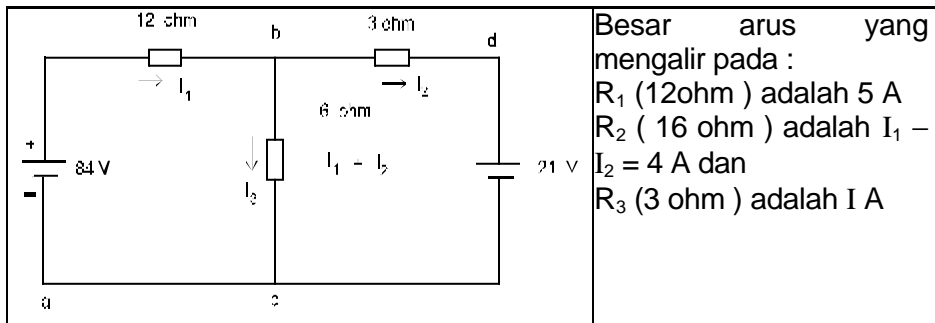 12 ohm
b
3 ohm
d
I₁
I₂
6 ohm
+
84 V
I₃
I₁ - I₂
21 V
a
c
Besar arus yang
mengalir pada :
R₁ (12ohm ) adalah 5 A
R₂ ( 16 ohm ) adalah I₁ –
I₂ = 4 A dan
R₃ (3 ohm ) adalah I A